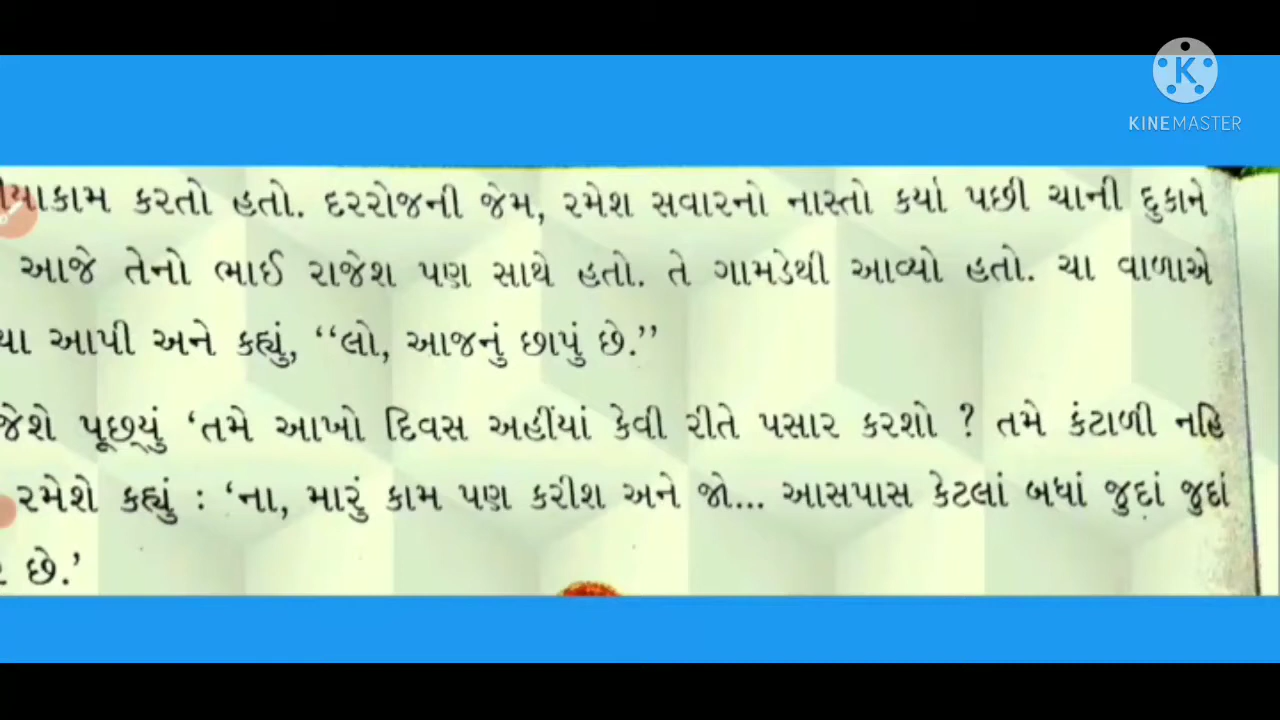 KINEMASTER
કરતો હતો. દરરોજની જેમ, રમેશ સવારનો નાસ્તો કર્યા પછી ચાની દુકાને
આજે તેનો ભાઈ રાજેશ પણ સાથે હતો. તે ગામડેથી આવ્યો હતો. ચા વાળાએ
આપી અને કહ્યું, “લો, આજનું છાપું છે.”
પૂછ્યું ‘તમે આખો દિવસ અહીંયાં કેવી રીતે પસાર કરશો ? તમે કંટાળી નહિ
રમેશે કહ્યું : ‘ના, મારું કામ પણ કરીશ અને જો... આસપાસ કેટલાં બધાં જુદાં જુદાં
છે.’